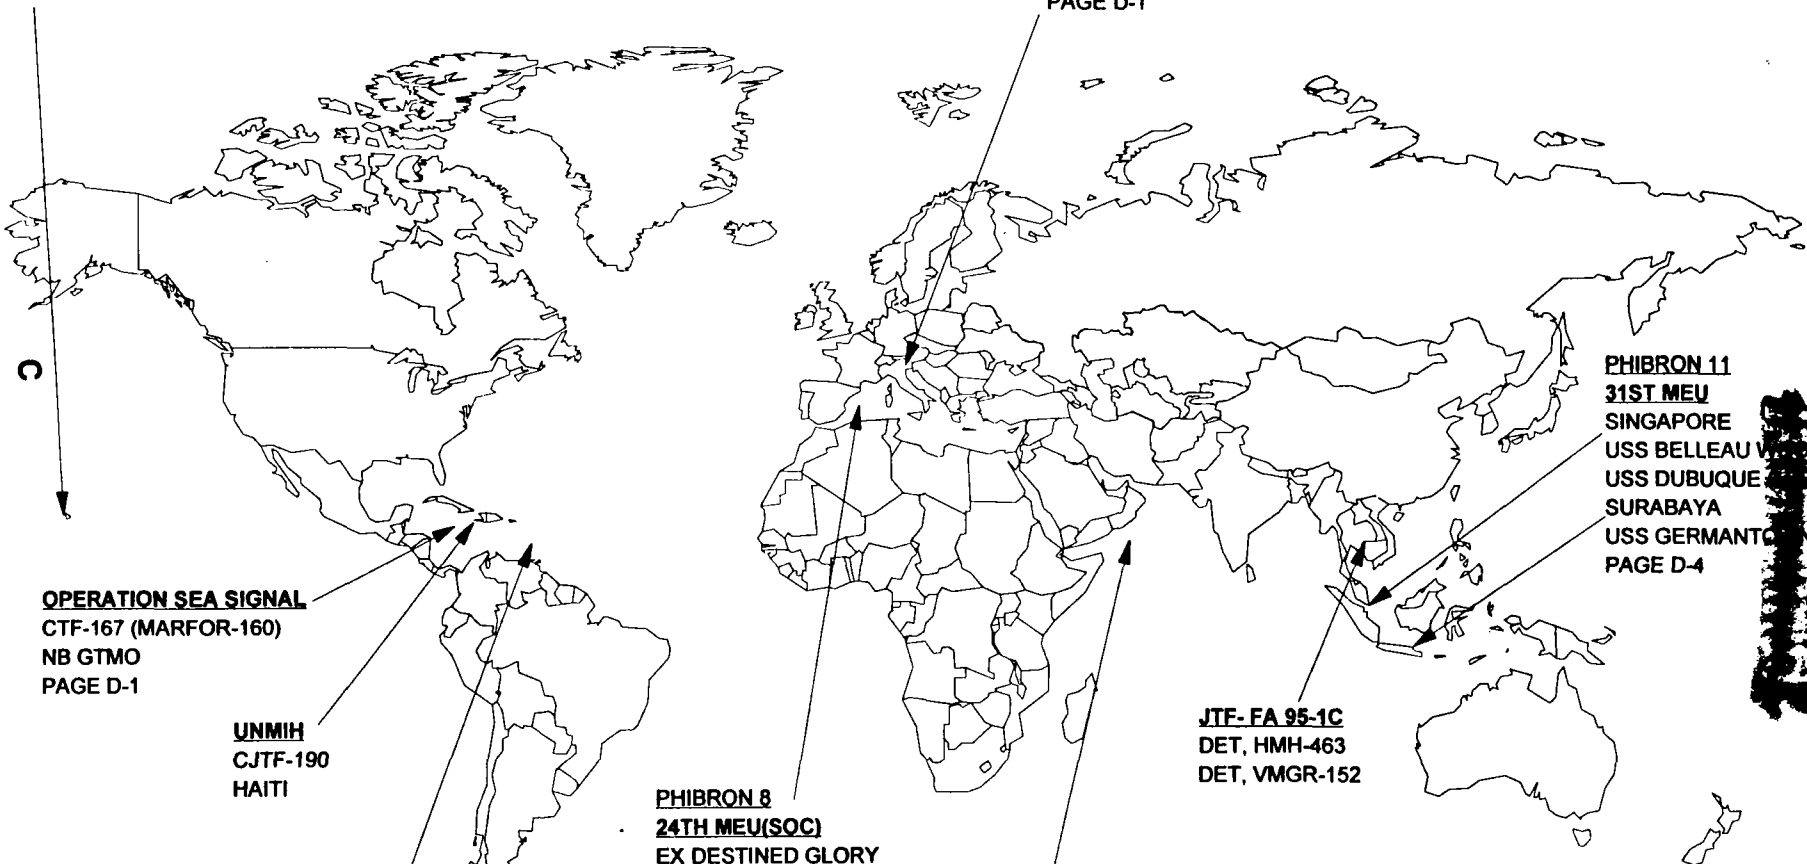 PAGE D-1
C
PHIBRON 11
31ST MEU
SINGAPORE
USS BELLEAU
USS DUBUQUE
SURABAYA
USS
PAGE D-4
OPERATION SEA SIGNAL
CTF-167 (MARFOR-160)
NB GTMO
PAGE D-1
UNMIH
CJTF-190
HAITI
JTF- FA 95-1C
DET, HMH-463
DET, VMGR-152
PHIBRON 8
24TH MEU(SOC)
EX DESTINED GLORY